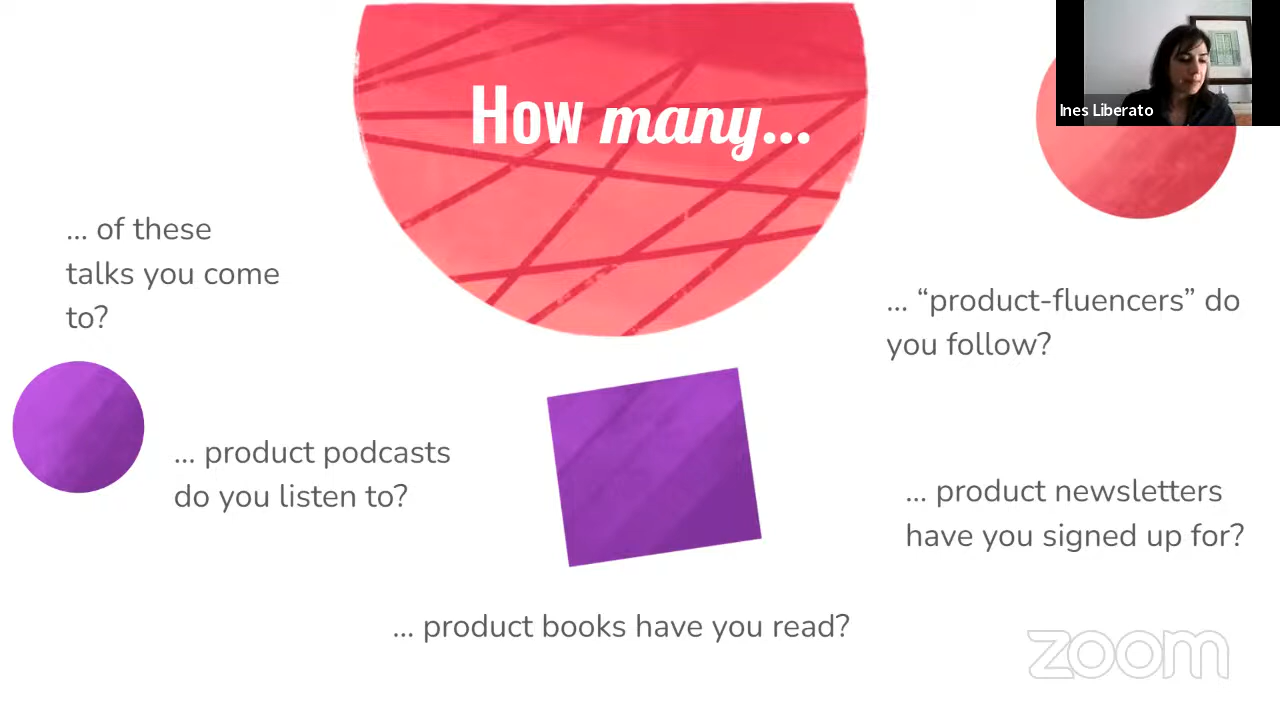 How many...
Ines Liberato
... of these
talks you come
to?
... “product-fluencers” do
you follow?
... product podcasts
do you listen to?
... product newsletters
have you signed up for?
... product books have you read?
zoom